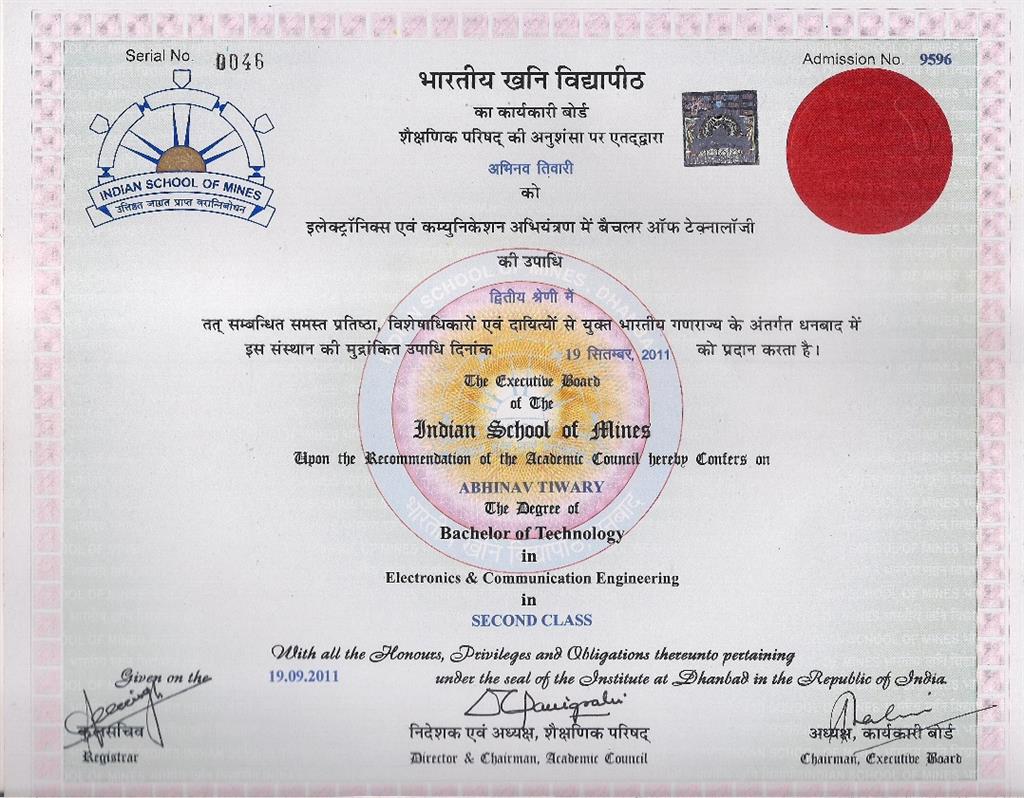 Serial No. 0046
Admission No. 9596
INDIAN SCHOOL OF MINES
उत्तिष्ठत जाग्रत प्राप्त वरान्निबोधत
भारतीय खनि विद्यापीठ
का कार्यकारी बोर्ड
शैक्षणिक परिषद् की अनुशंसा पर एतद्द्वारा
अभिनव तिवारी
को
इलेक्ट्रॉनिक्स एवं कम्युनिकेशन अभियंत्रण में बैचलर ऑफ टेक्नालॉजी
की उपाधि
द्वितीय श्रेणी में
तत् सम्बन्धित समस्त प्रतिष्ठा, विशेषाधिकारों एवं दायित्यों से युक्त भारतीय गणराज्य के अंतर्गत धनबाद में
इस संस्थान की मुद्रांकित उपाधि दिनांक 19 सितम्बर, 2011 को प्रदान करता है।
The Executive Board
of The
Indian School of Mines
Upon the Recommendation of the Academic Council hereby Confers on
ABHINAV TIWARY
The Degree of
Bachelor of Technology
in
Electronics & Communication Engineering
in
SECOND CLASS
With all the Honours, Privileges and Obligations thereunto pertaining
Given on the 19.09.2011 under the seal of the Institute at Dhanbad in the Republic of India.
कुलसचिव
Registrar
निदेशक एवं अध्यक्ष, शैक्षणिक परिषद्
Director & Chairman, Academic Council
अध्यक्ष, कार्यकारी बोर्ड
Chairman, Executive Board